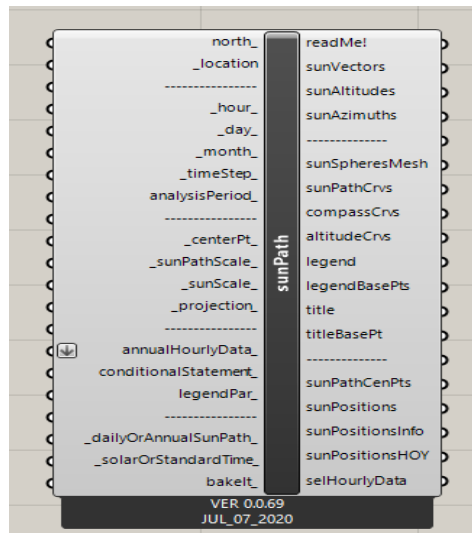 north_
_location
----------------
_hour_
_day_
_month_
_timeStep_
analysisPeriod_
----------------
_centerPt_
_sunPathScale_
_sunScale_
_projection_
----------------
annualHourlyData_
conditionalStatement_
legendPar_
----------------
_dailyOrAnnualSunPath_
_solarOrStandardTime_
bakeIt_
sunPath
readMe!
sunVectors
sunAltitudes
sunAzimuths
--------------
sunSpheresMesh
sunPathCrvs
compassCrvs
altitudeCrvs
legend
legendBasePts
title
titleBasePt
--------------
sunPathCenPts
sunPositions
sunPositionsInfo
sunPositionsHOY
selHourlyData
VER 0.0.69
JUL_07_2020